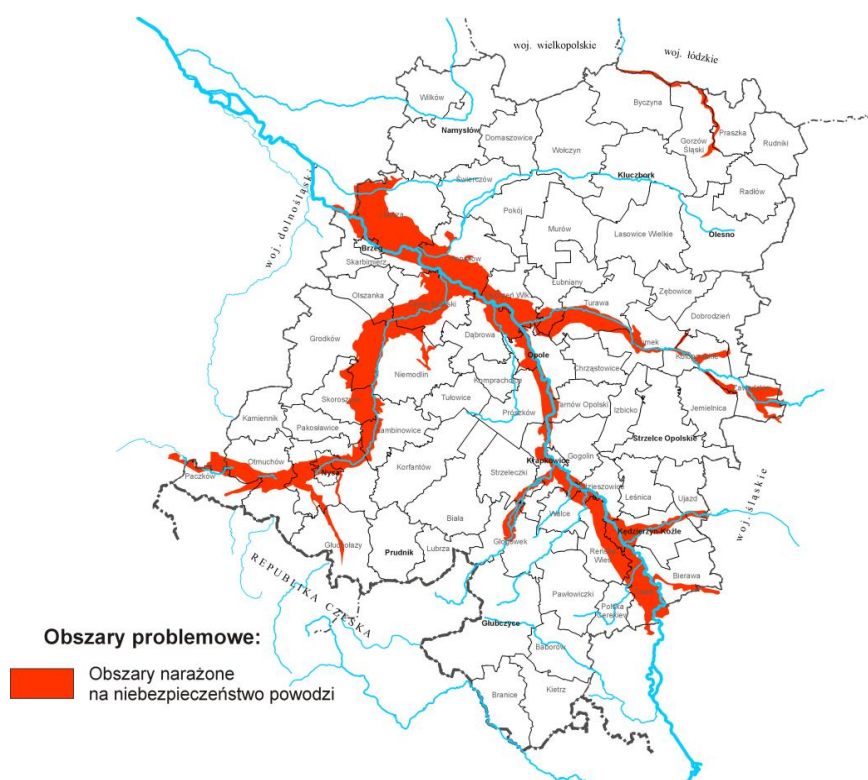 woj. wielkopolskie
woj. łódzkie
Wilków
Byczyna
Namysłów
Domaszowice
Wołczyn
Gorzów
Śląski
Praszka
Rudniki
Kluczbork
Radłów
Świerczów
woj. dolnośląskie
Pokój
Murów
Lasowice Wielkie
Olesno
Brzeg
Skarbimierz
Łubniany
Zębowice
Olszanka
Turawa
Dobrodzień
Dąbrowa
Grodków
Opole
Chrząstowice
Niemodlin
Komprachcice
Skoroszyce
Tułowice
Tarnów Opolski
Izbicko
Jemielnica
Kamiennik
Prószków
Pakosławice
Łambinowice
Strzelce Opolskie
Otmuchów
Krapkowice
Gogolin
Paczków
Nysa
Korfantów
Strzeleczki
Zdzieszowice
Leśnica
Ujazd
Walce
Biała
woj. śląskie
Głuchołazy
Prudnik
Lubrza
Głogówek
Kędzierzyn Koźle
Reńska
Wieś
Bierawa
REPUBLIKA CZESKA
Pawłowiczki
Polska
Cerekiew
Obszary problemowe:
Głubczyce
Baborów
Obszary narażone
na niebezpieczeństwo powodzi
Branice
Kietrz